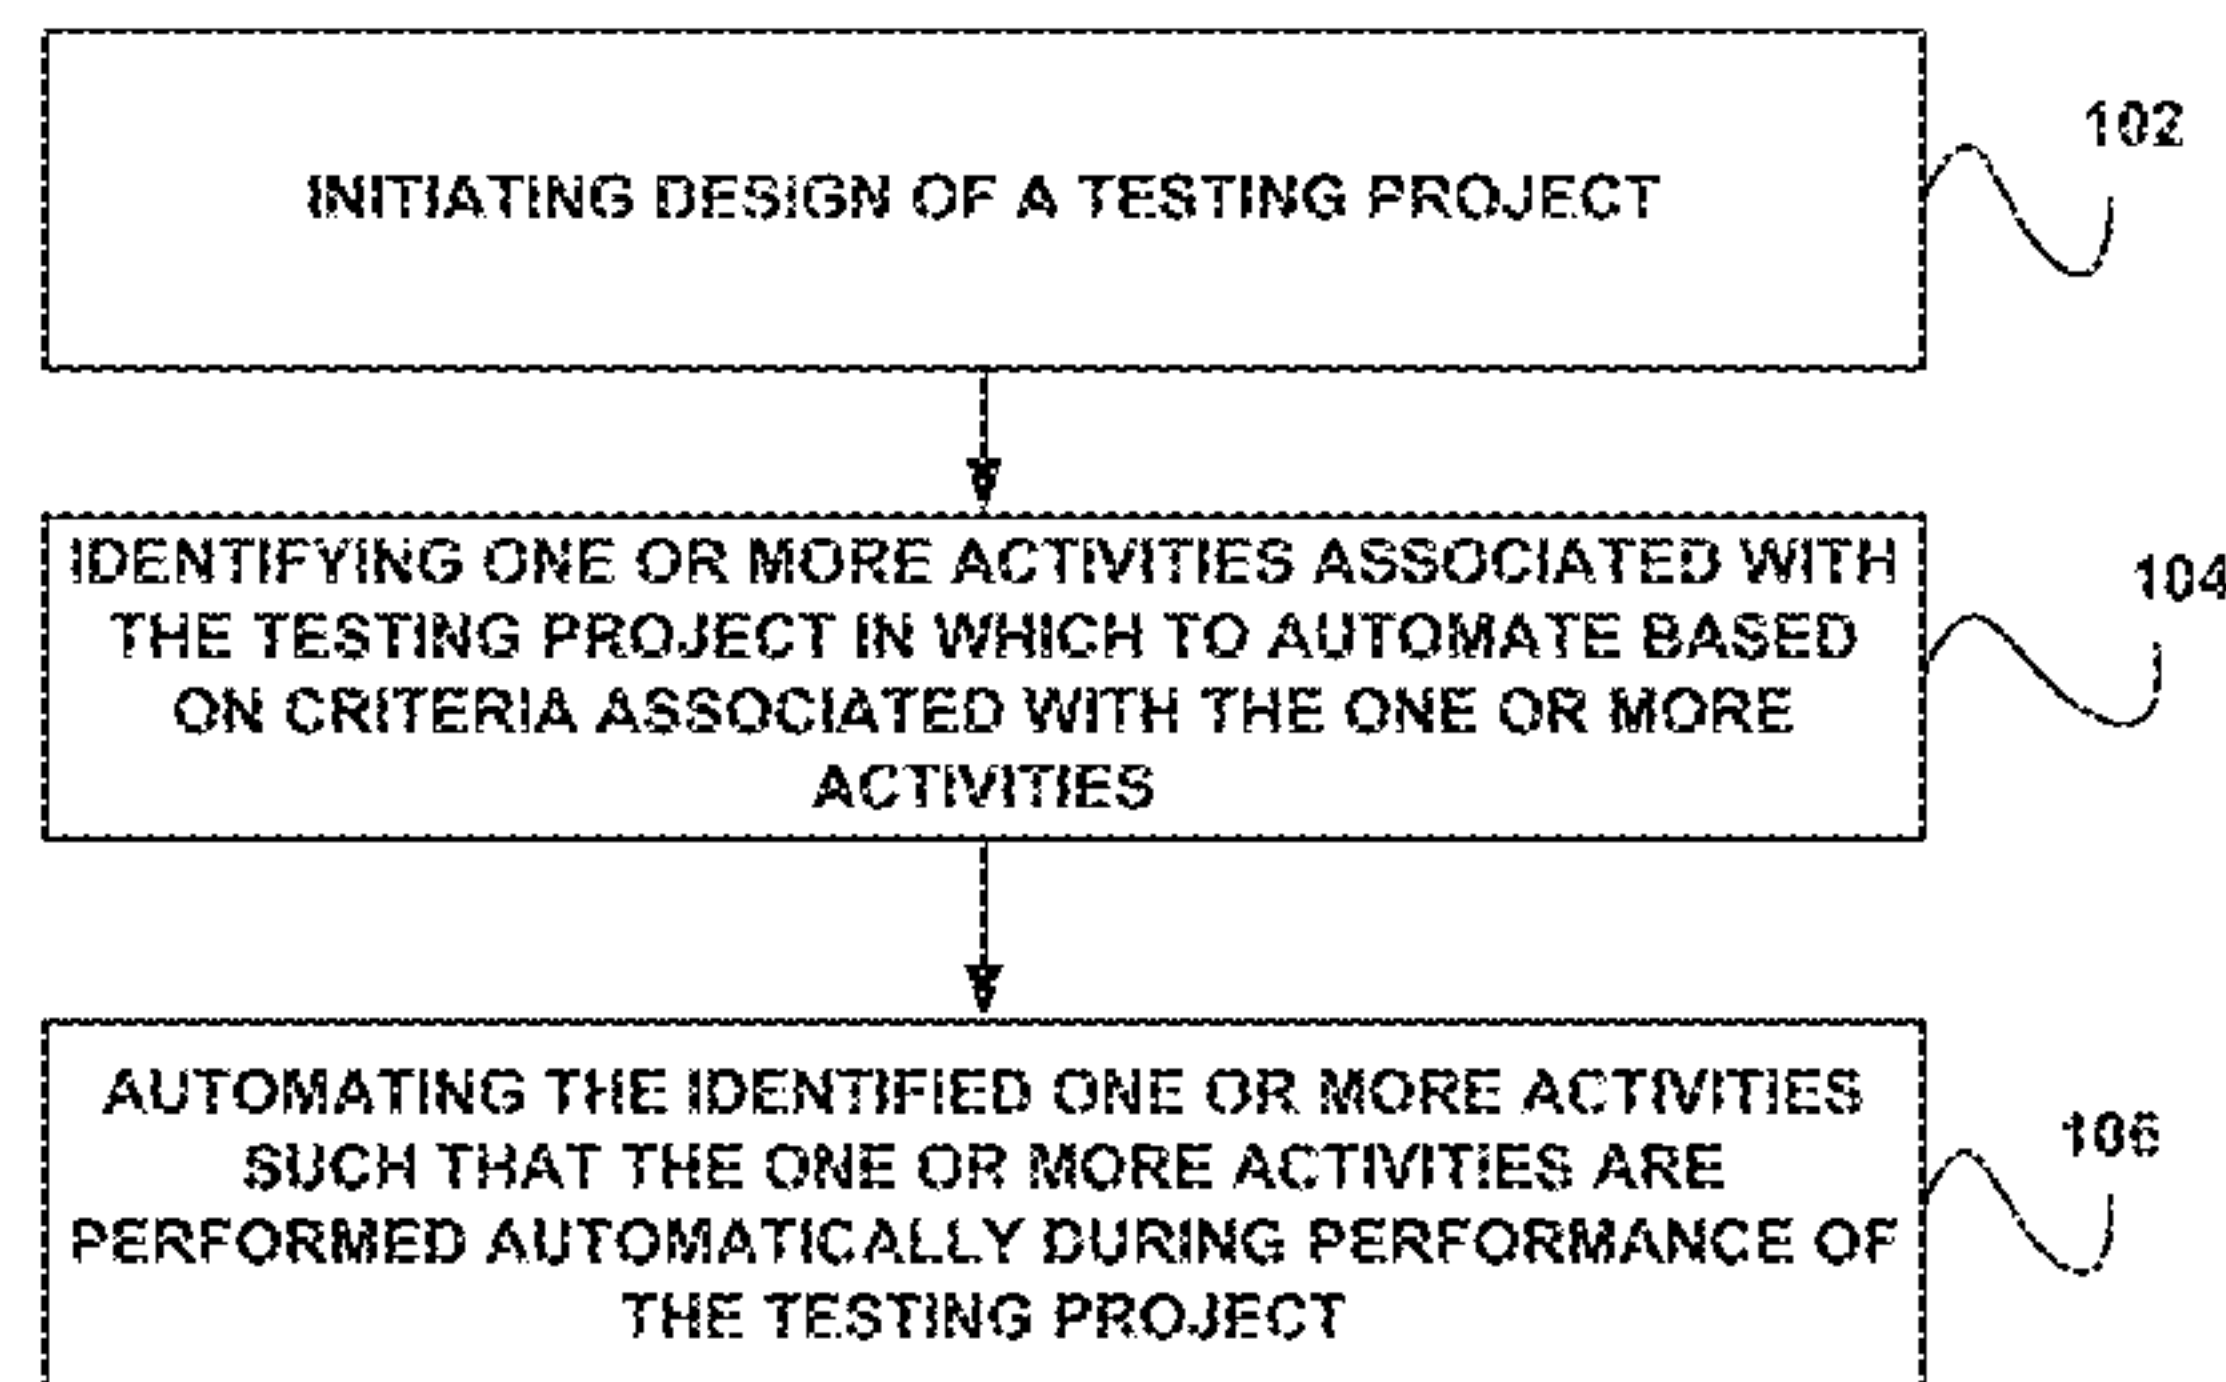 INITIATING DESIGN OF A TESTING PROJECT
102
IDENTIFYING ONE OR MORE ACTIVITIES ASSOCIATED WITH
THE TESTING PROJECT IN WHICH TO AUTOMATE BASED
ON CRITERIA ASSOCIATED WITH THE ONE OR MORE
ACTIVITIES
104
AUTOMATING THE IDENTIFIED ONE OR MORE ACTIVITIES
SUCH THAT THE ONE OR MORE ACTIVITIES ARE
PERFORMED AUTOMATICALLY DURING PERFORMANCE OF
THE TESTING PROJECT
106